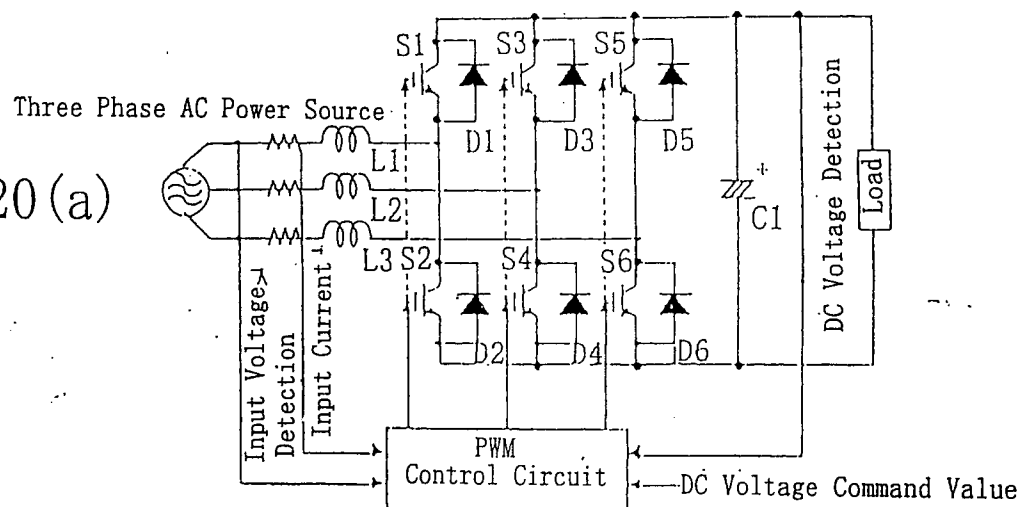 S1
S3
S5
Three Phase AC Power Source
D1
D3
D5
L1
20(a)
L2
C1
+
Load
DC Voltage Detection
L3
S2
S4
S6
D2
D4
D6
Input Voltage
Detection
Input Current
PWM
Control Circuit
DC Voltage Command Value